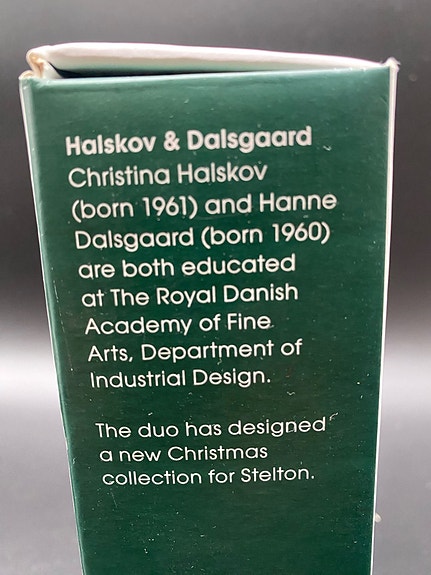 Halskov & Dalsgaard
Christina Halskov
(born 1961) and Hanne
Dalsgaard (born 1960)
are both educated
at The Royal Danish
Academy of Fine
Arts, Department of
Industrial Design.
The duo has designed
a new Christmas
collection for Stelton.